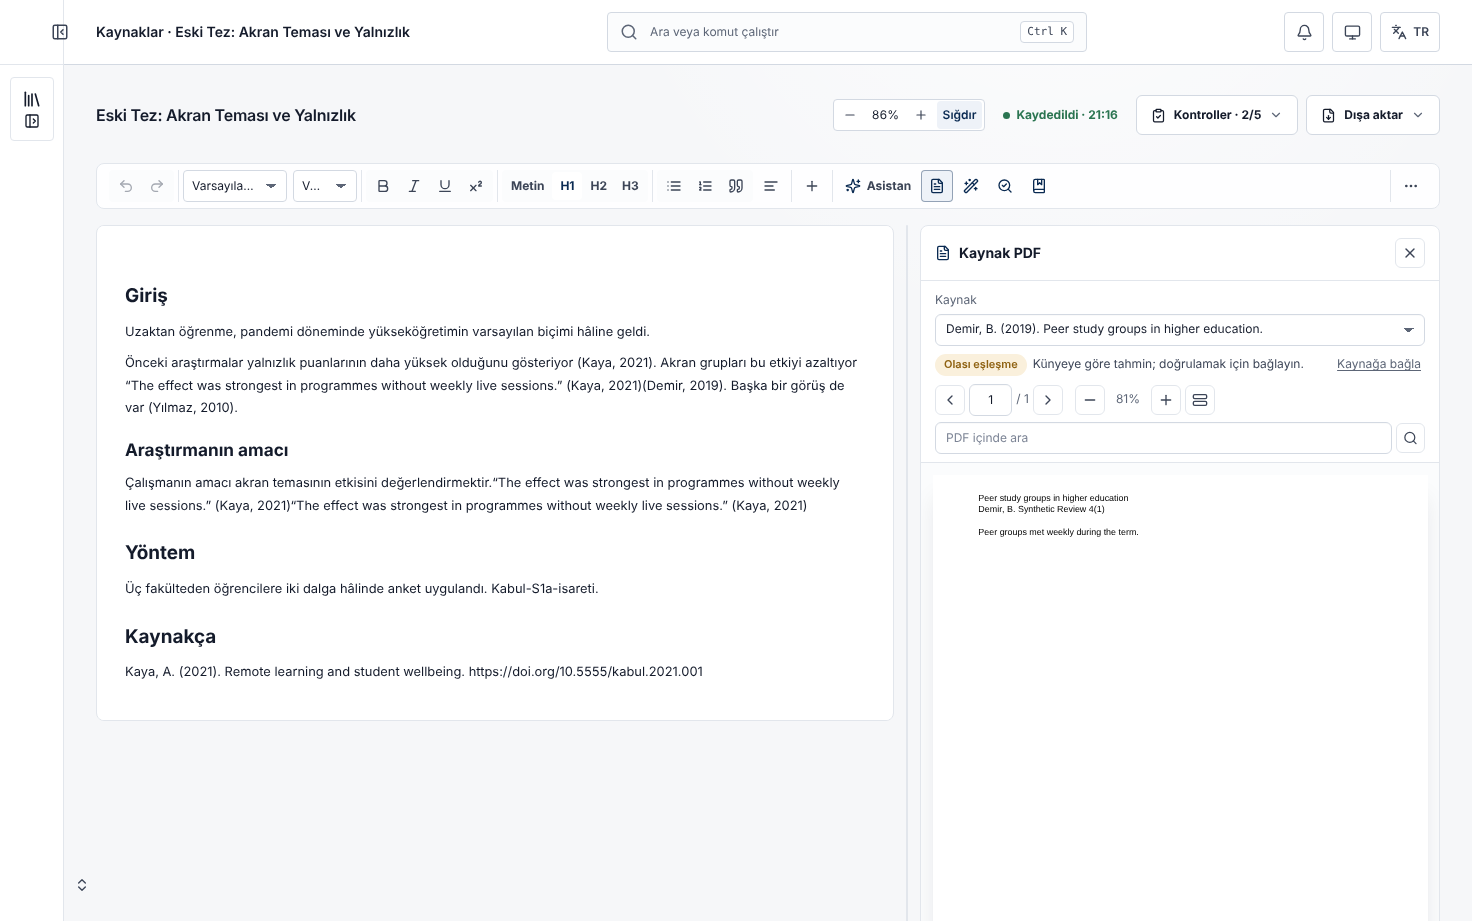 Kaynaklar · Eski Tez: Akran Teması ve Yalnızlık
Ara veya komut çalıştır
Ctrl K
TR
Eski Tez: Akran Teması ve Yalnızlık
86%
Sığdır
Kaydedildi · 21:16
Kontroller · 2/5
Dışa aktar
Varsayıla...
V...
B
I
U
x²
Metin
H1
H2
H3
Asistan
Giriş
Uzaktan öğrenme, pandemi döneminde yükseköğretimin varsayılan biçimi hâline geldi.
Önceki araştırmalar yalnızlık puanlarının daha yüksek olduğunu gösteriyor (Kaya, 2021). Akran grupları bu etkiyi azaltıyor
“The effect was strongest in programmes without weekly live sessions.” (Kaya, 2021)(Demir, 2019). Başka bir görüş de
var (Yılmaz, 2010).
Araştırmanın amacı
Çalışmanın amacı akran temasının etkisini değerlendirmektir.“The effect was strongest in programmes without weekly
live sessions.” (Kaya, 2021)“The effect was strongest in programmes without weekly live sessions.” (Kaya, 2021)
Yöntem
Üç fakülteden öğrencilere iki dalga hâlinde anket uygulandı. Kabul-S1a-isareti.
Kaynakça
Kaya, A. (2021). Remote learning and student wellbeing. https://doi.org/10.5555/kabul.2021.001
Kaynak PDF
Kaynak
Demir, B. (2019). Peer study groups in higher education.
Olası eşleşme
Künyeye göre tahmin; doğrulamak için bağlayın.
Kaynağa bağla
1
/ 1
81%
PDF içinde ara
Peer study groups in higher education
Demir, B. Synthetic Review 4(1)
Peer groups met weekly during the term.